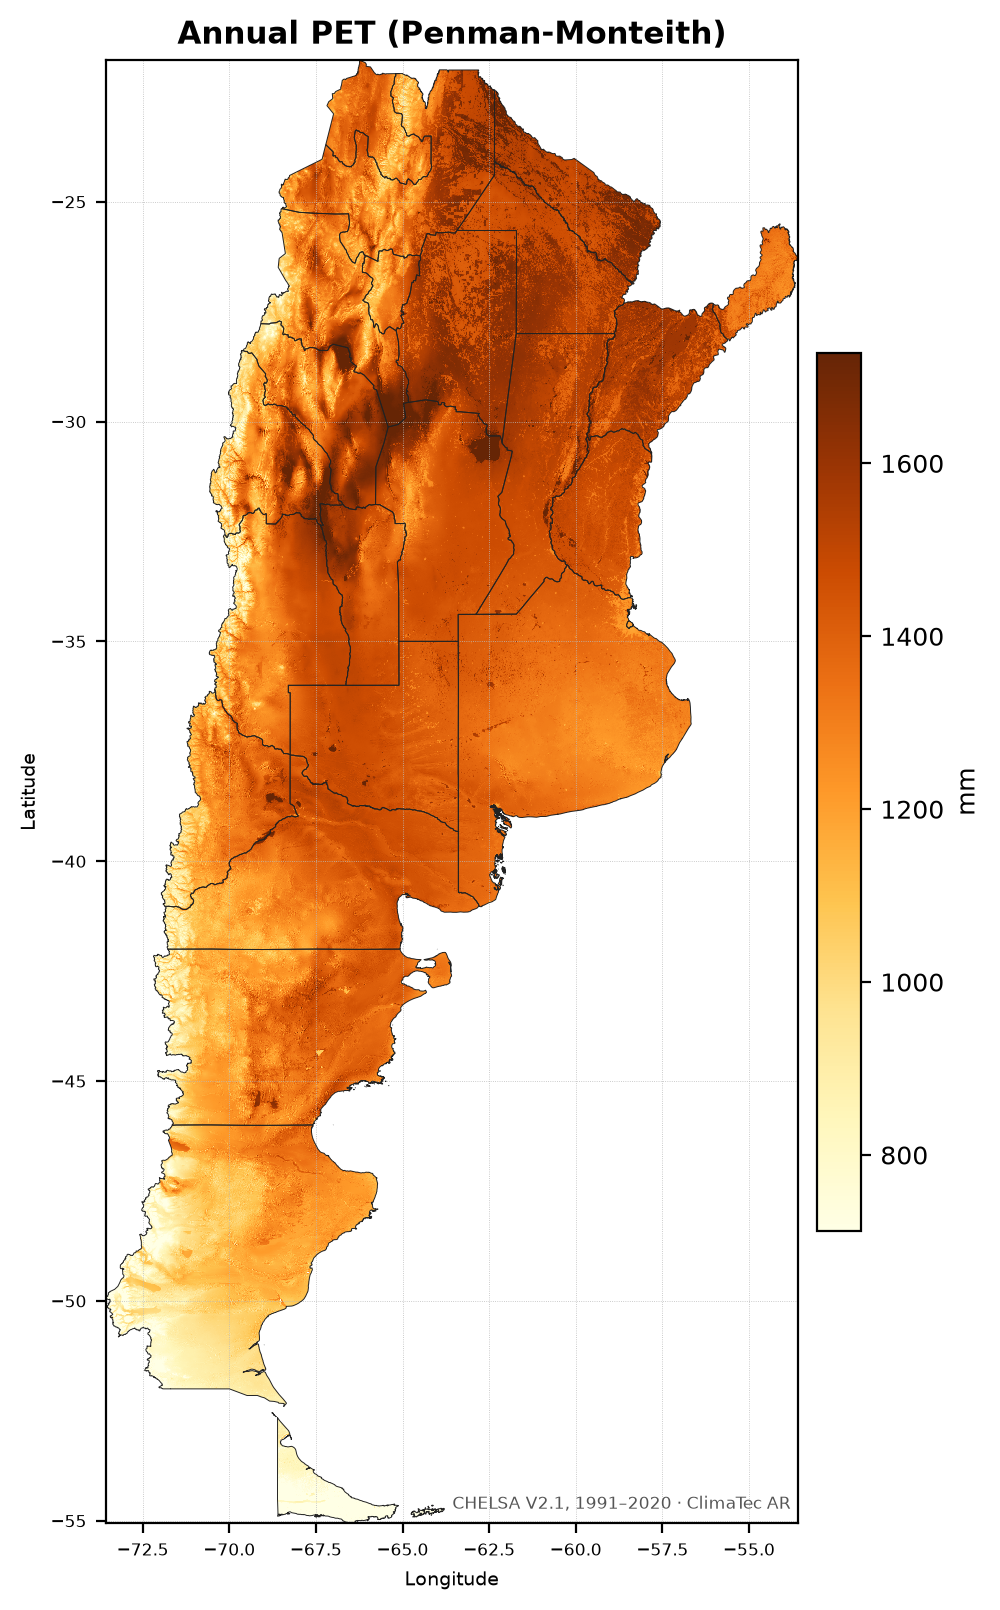 Annual PET (Penman-Monteith)
−25
−30
−35
−40
−45
−50
−55
Latitude
−72.5 −70.0 −67.5 −65.0 −62.5 −60.0 −57.5 −55.0
Longitude
CHELSA V2.1, 1991–2020 · ClimaTec AR
1600
1400
1200
1000
800
mm